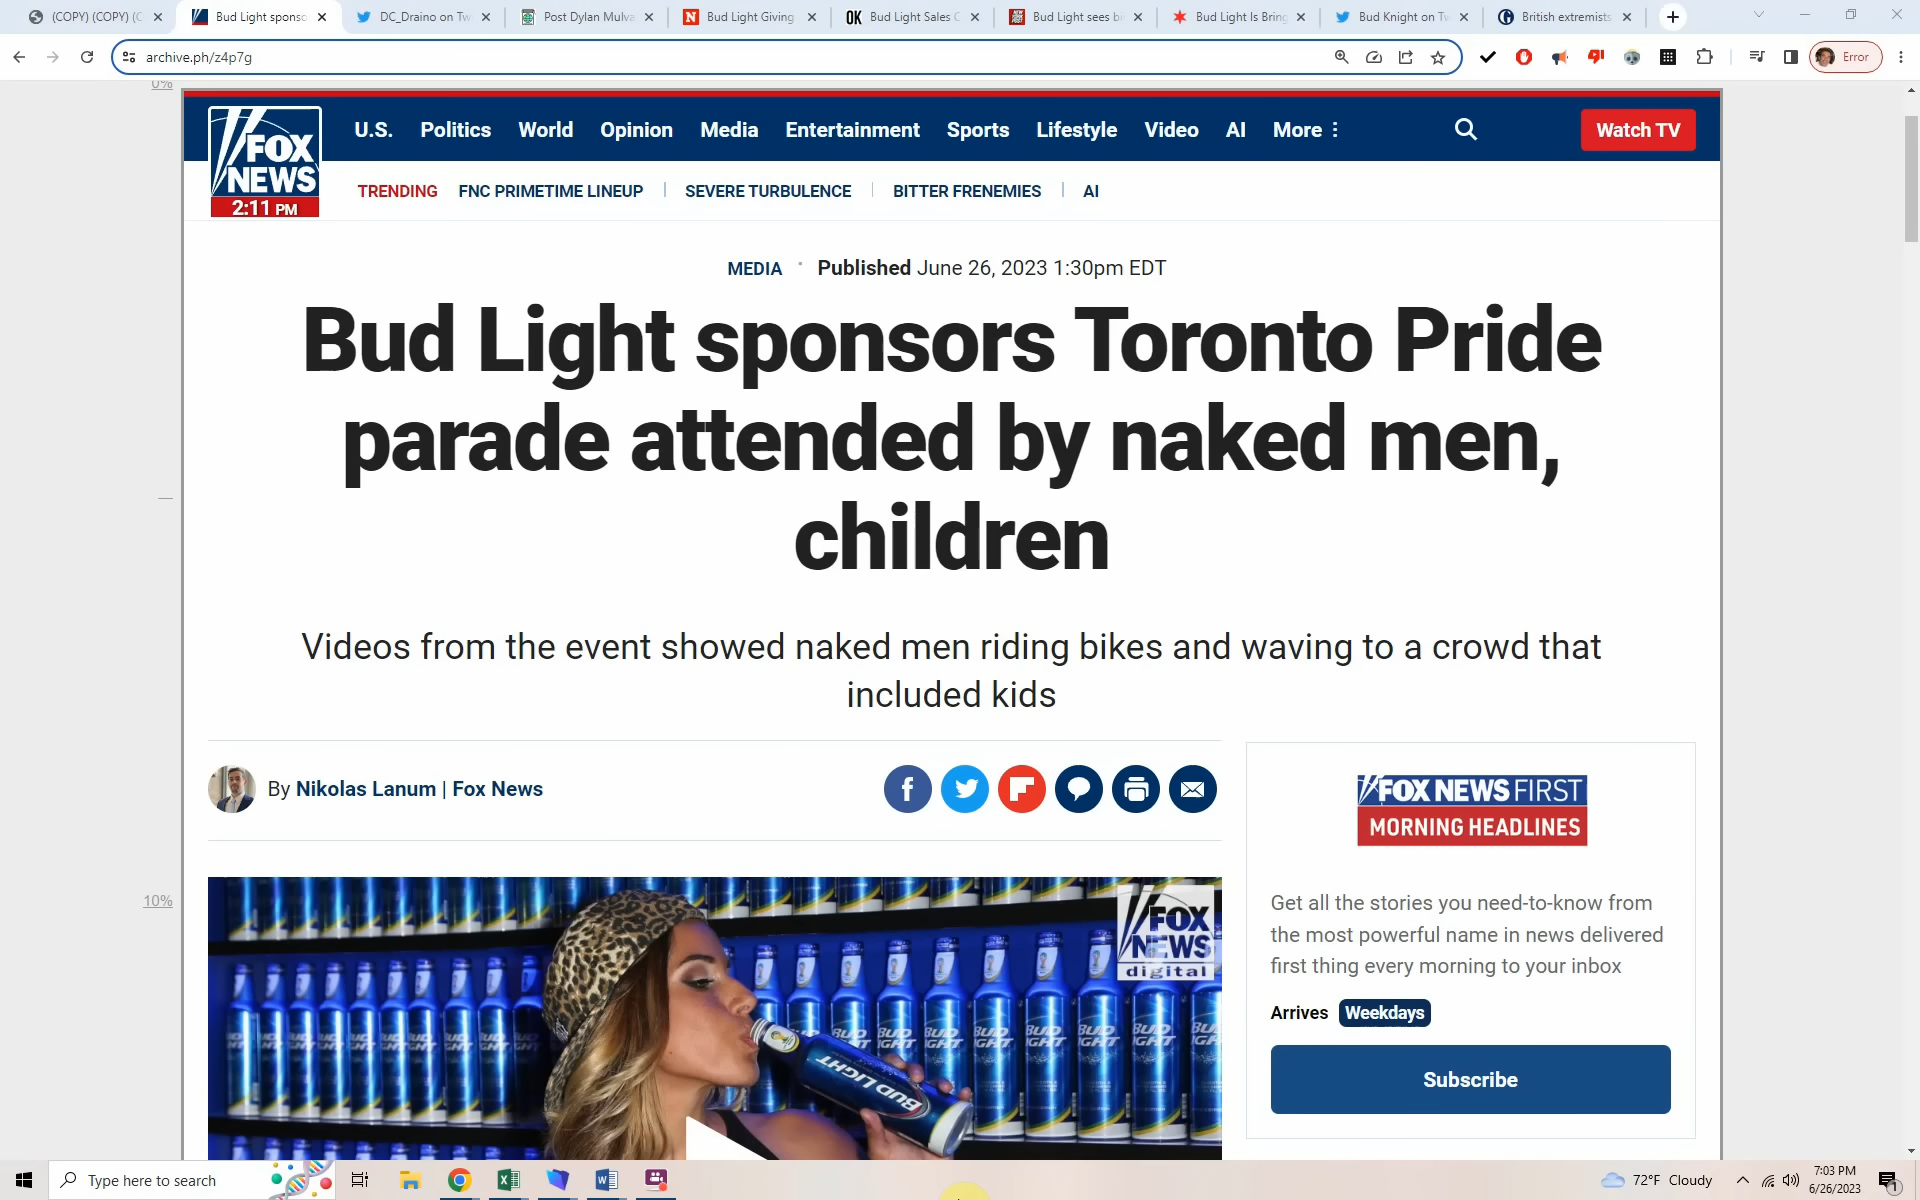 (COPY) (COPY) (C
Bud Light sponso
DC_Draino on Tw
Post Dylan Mulva
Bud Light Giving
OK
Bud Light Sales C
Bud Light sees bi
Bud Light Is Bring
Bud Knight on Tw
British extremists
archive.ph/z4p7g
Error
0%
FOX
NEWS
2:11 PM
U.S. Politics World Opinion Media Entertainment Sports Lifestyle Video AI More
Watch TV
TRENDING FNC PRIMETIME LINEUP SEVERE TURBULENCE BITTER FRENEMIES AI
MEDIA · Published June 26, 2023 1:30pm EDT
Bud Light sponsors Toronto Pride
parade attended by naked men,
children
Videos from the event showed naked men riding bikes and waving to a crowd that
included kids
By Nikolas Lanum | Fox News
FOX NEWS FIRST
MORNING HEADLINES
10%
Get all the stories you need-to-know from
the most powerful name in news delivered
first thing every morning to your inbox
Arrives Weekdays
Subscribe
FOX
NEWS
digital
BUD LIGHT
Type here to search
72°F Cloudy
7:03 PM
6/26/2023
1